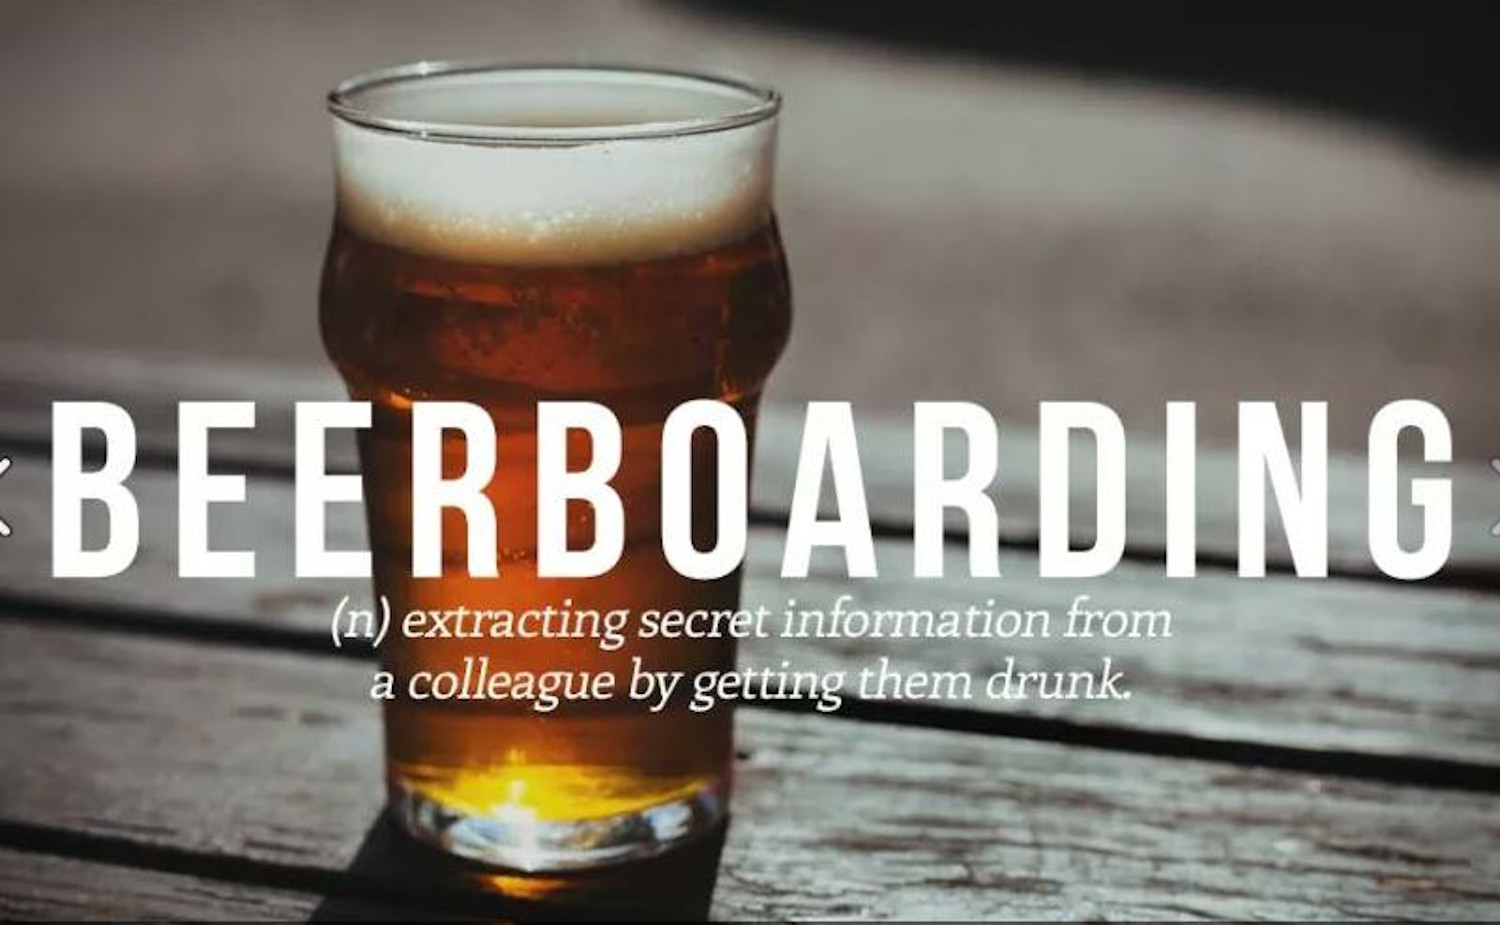 BEERBOARDING
(n) extracting secret information from
a colleague by getting them drunk.